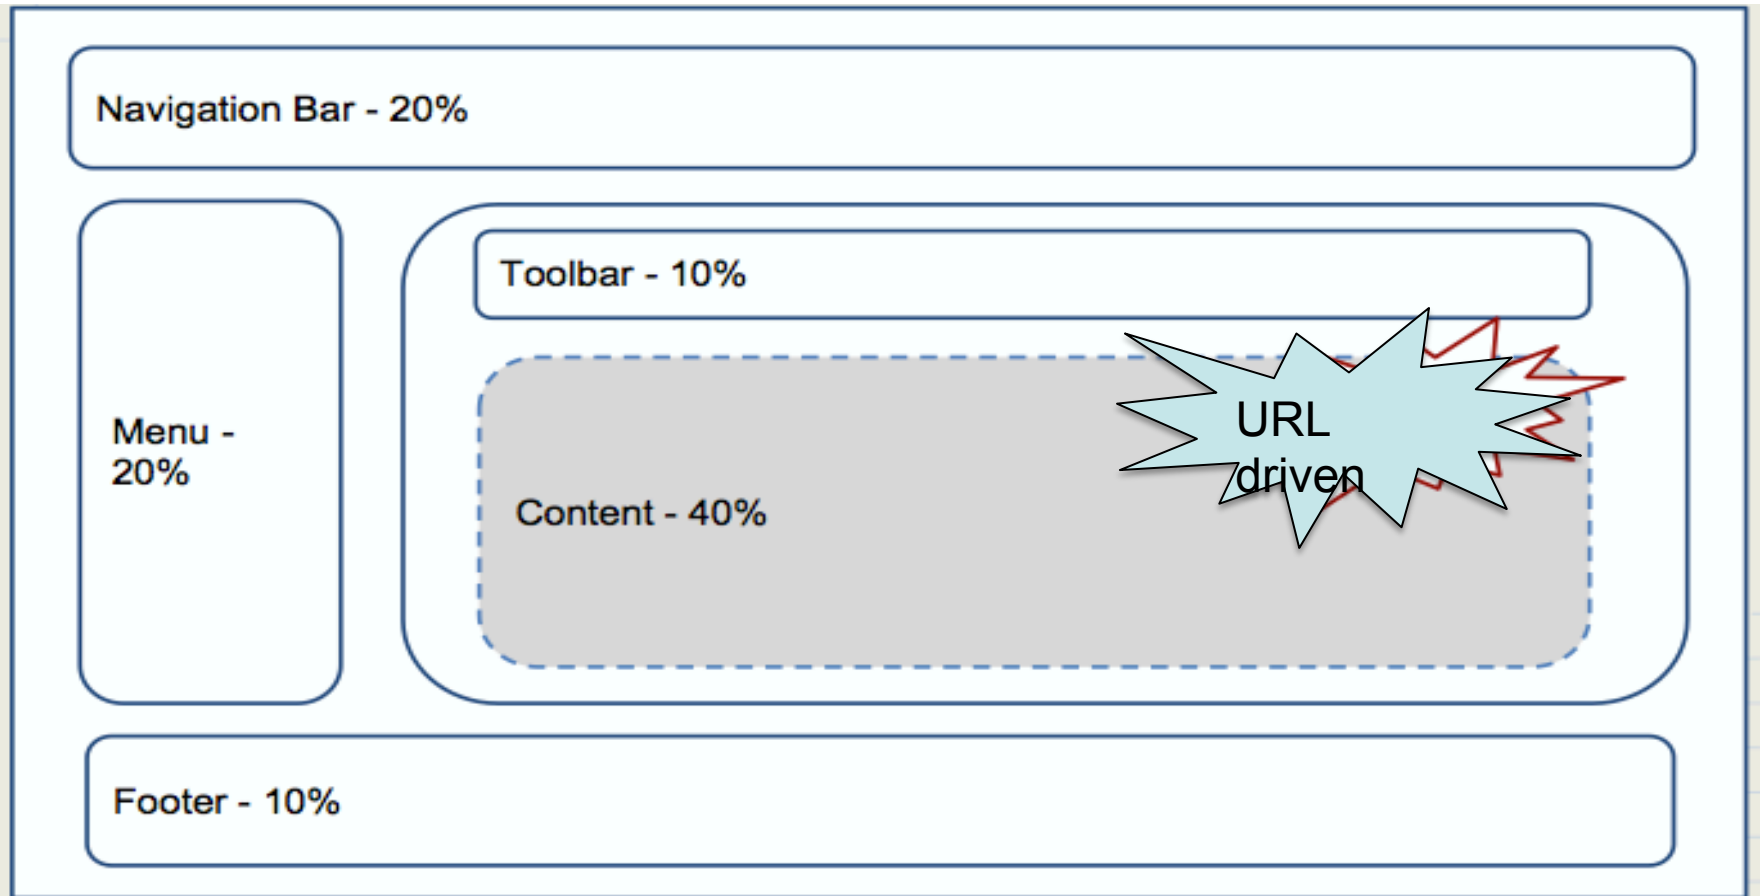 Navigation Bar - 20%
Toolbar - 10%
URL
driven
Menu -
20%
Content - 40%
Footer - 10%